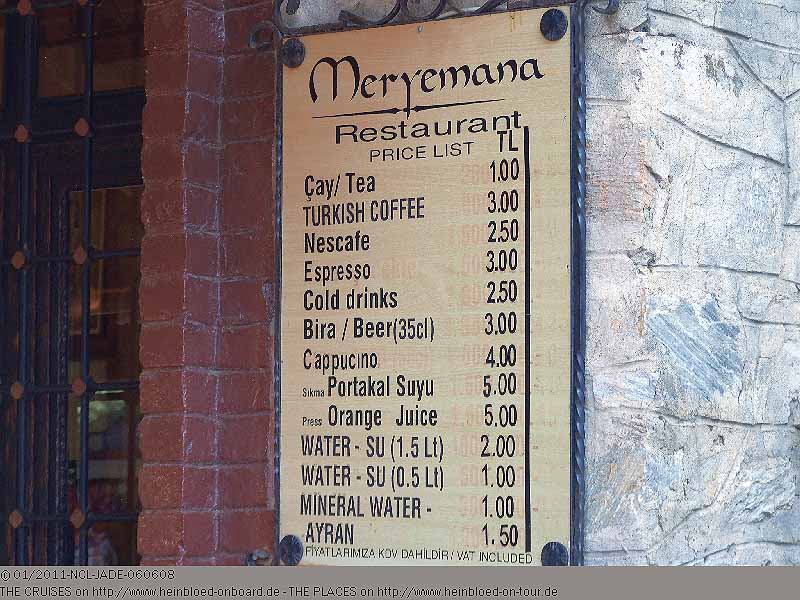 Meryemana
Restaurant
PRICE LIST TL
Çay/ Tea 1.00
TURKISH COFFEE 3.00
Nescafe 2.50
Espresso 3.00
Cold drinks 2.50
Bira / Beer(35cl) 3.00
Cappucino 4.00
Sıkma Portakal Suyu 5.00
Press Orange Juice 5.00
WATER - SU (1.5 Lt) 2.00
WATER - SU (0.5 Lt) 1.00
MINERAL WATER - 1.00
AYRAN 1.50
FİYATLARIMIZA KDV DAHİLDİR / VAT INCLUDED
©01/2011-NCL-JADE-060608
THE CRUISES on http://www.heinbloed-onboard.de - THE PLACES on http://www.heinbloed-on-tour.de